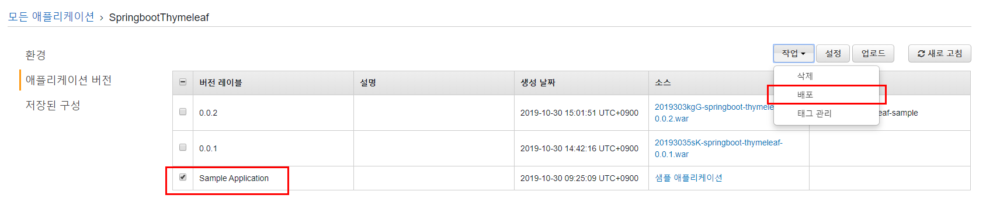 모든 애플리케이션 › SpringbootThymeleaf
환경
애플리케이션 버전
저장된 구성
작업 설정 업로드 새로 고침
삭제
배포
태그 관리
버전 레이블 설명 생성 날짜 소스
0.0.2 2019-10-30 15:01:51 UTC+0900 2019303kgG-springboot-thymele
0.0.2.war
eaf-sample
0.0.1 2019-10-30 14:42:16 UTC+0900 20193035sK-springboot-thymeleaf-
0.0.1.war
Sample Application 2019-10-30 09:25:09 UTC+0900 샘플 애플리케이션